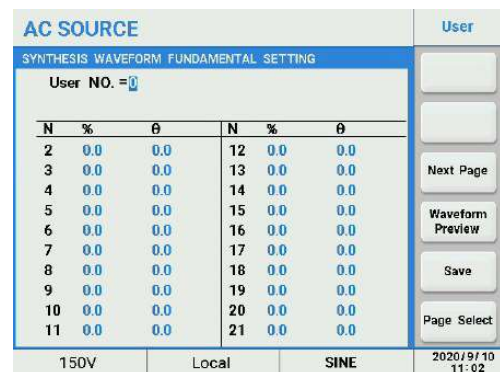 AC SOURCE
User
SYNTHESIS WAVEFORM FUNDAMENTAL SETTING
User NO. =0
N % θ N % θ
2 0.0 0.0 12 0.0 0.0
3 0.0 0.0 13 0.0 0.0
4 0.0 0.0 14 0.0 0.0
5 0.0 0.0 15 0.0 0.0
6 0.0 0.0 16 0.0 0.0
7 0.0 0.0 17 0.0 0.0
8 0.0 0.0 18 0.0 0.0
9 0.0 0.0 19 0.0 0.0
10 0.0 0.0 20 0.0 0.0
11 0.0 0.0 21 0.0 0.0
Next Page
Waveform
Preview
Save
Page Select
150V Local SINE
2020/9/10
11:02